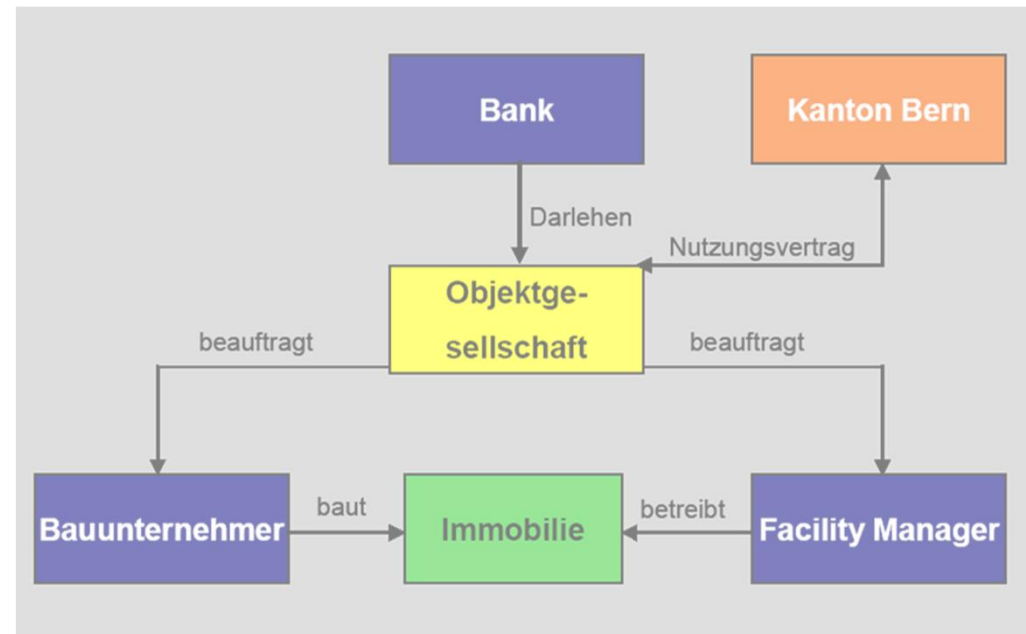 Bank
Kanton Bern
Darlehen
Nutzungsvertrag
Objektge-
sellschaft
beauftragt
beauftragt
Bauunternehmer
baut
Immobilie
betreibt
Facility Manager